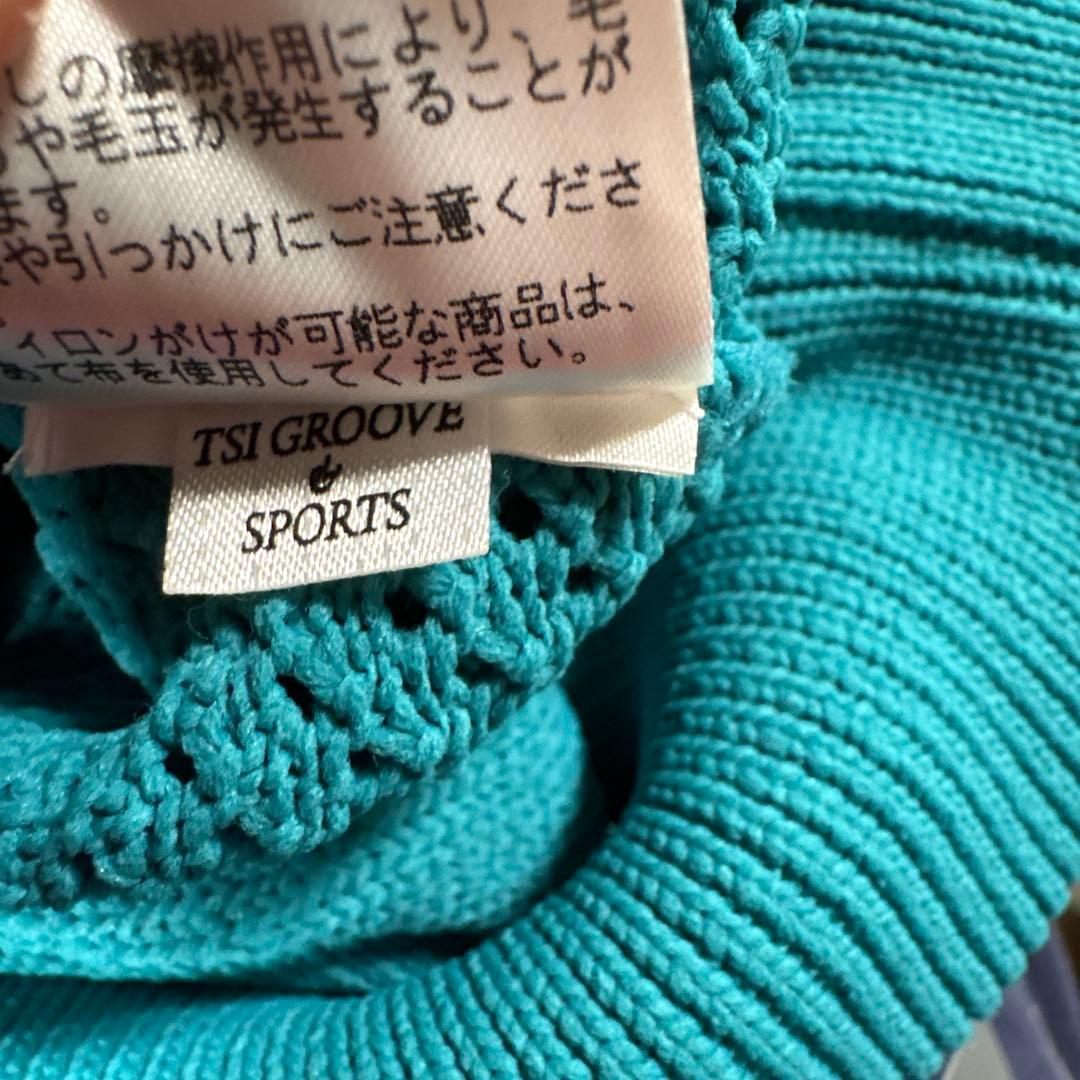 しの摩擦作用により、毛
や毛玉が発生することが
ます。
や引っかけにご注意くださ
イロンがけが可能な商品は、
あて布を使用してください。
TSI GROOVE
&
SPORTS